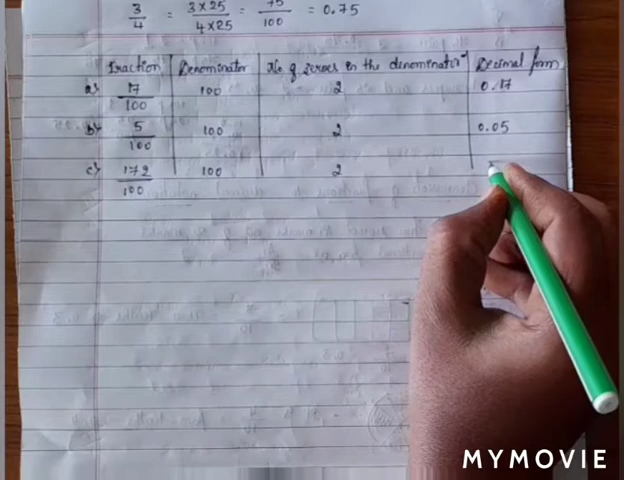 3/4 = 3×25/4×25 = 75/100 = 0.75
Fraction Denominator No of zeroes in the denominator Decimal form
a) 17/100 100 2 0.17
b) 5/100 100 2 0.05
c) 172/100 100 2
MYMOVIE